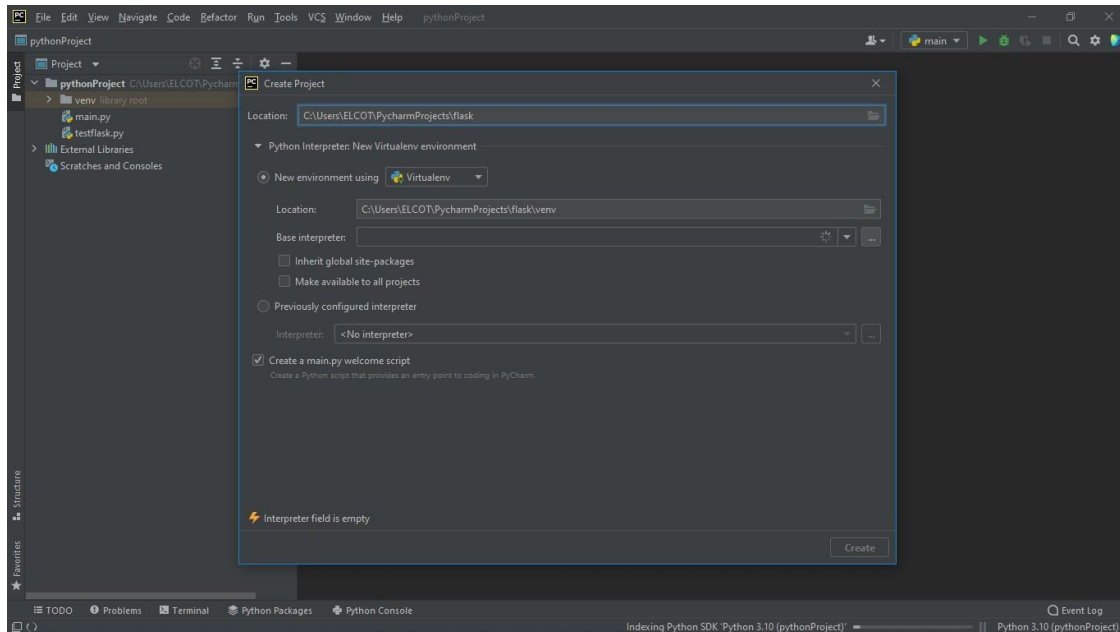 PC File Edit View Navigate Code Refactor Run Tools VCS Window Help pythonProject
pythonProject main
Project
Project
pythonProject C:\Users\ELCOT\Pycharm
venv library root
main.py
testflask.py
External Libraries
Scratches and Consoles
PC Create Project
Location: C:\Users\ELCOT\PycharmProjects\flask
Python Interpreter: New Virtualenv environment
New environment using Virtualenv
Location: C:\Users\ELCOT\PycharmProjects\flask\venv
Base interpreter: ...
Inherit global site-packages
Make available to all projects
Previously configured interpreter
Interpreter: <No interpreter> ...
Create a main.py welcome script
Create a Python script that provides an entry point to coding in PyCharm.
Interpreter field is empty
Create
Structure
Favorites
TODO Problems Terminal Python Packages Python Console Event Log
Indexing Python SDK 'Python 3.10 (pythonProject)' Python 3.10 (pythonProject)